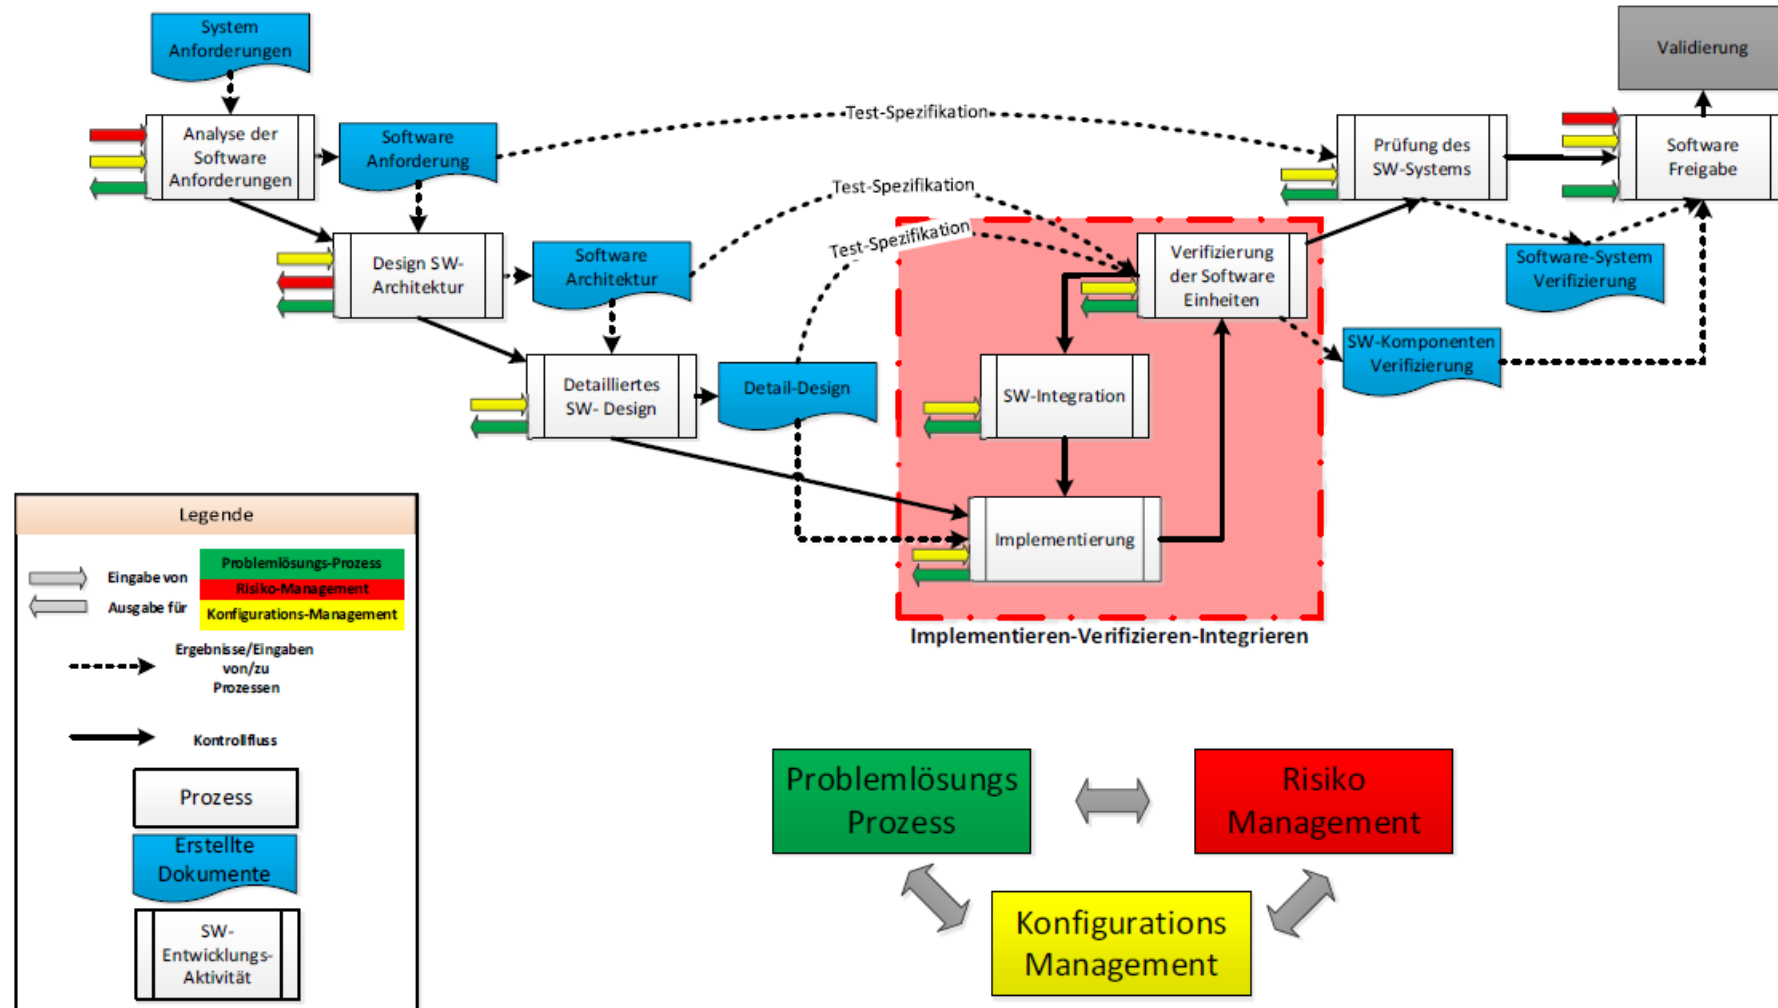 System
Anforderungen
Validierung
Test-Spezifikation
Analyse der
Software
Anforderungen
Software
Anforderung
Prüfung des
SW-Systems
Software
Freigabe
Test-Spezifikation
Test-Spezifikation
Design SW-
Architektur
Software
Architektur
Verifizierung
der Software
Einheiten
Software-System
Verifizierung
SW-Komponenten
Verifizierung
Detailliertes
SW- Design
Detail-Design
SW-Integration
Implementierung
Implementieren-Verifizieren-Integrieren
Legende
Eingabe von
Ausgabe für
Problemlösungs-Prozess
Risiko-Management
Konfigurations-Management
Ergebnisse/Eingaben
von/zu
Prozessen
Kontrollfluss
Prozess
Erstellte
Dokumente
SW-
Entwicklungs-
Aktivität
Problemlösungs
Prozess
Risiko
Management
Konfigurations
Management